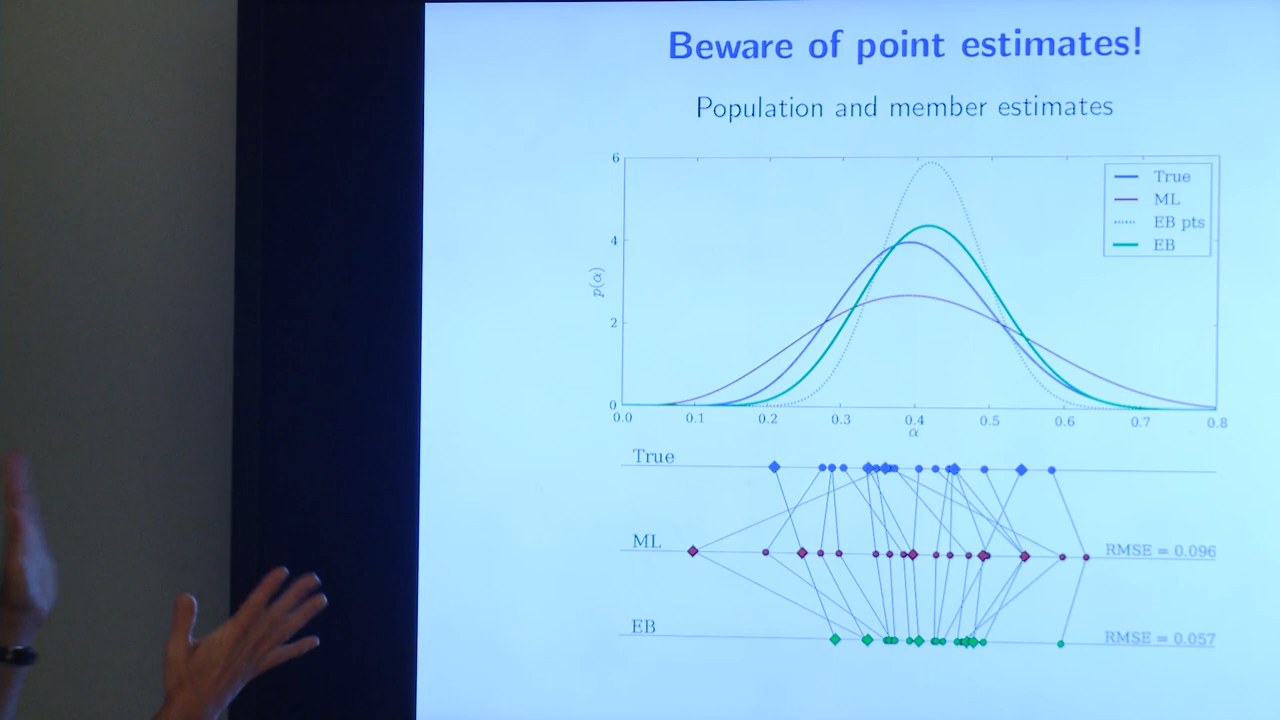 Beware of point estimates!
Population and member estimates
6
4
2
0
p(α)
True
ML
EB pts
EB
0.0 0.1 0.2 0.3 0.4 0.5 0.6 0.7 0.8
α
True
ML
RMSE = 0.096
EB
RMSE = 0.057